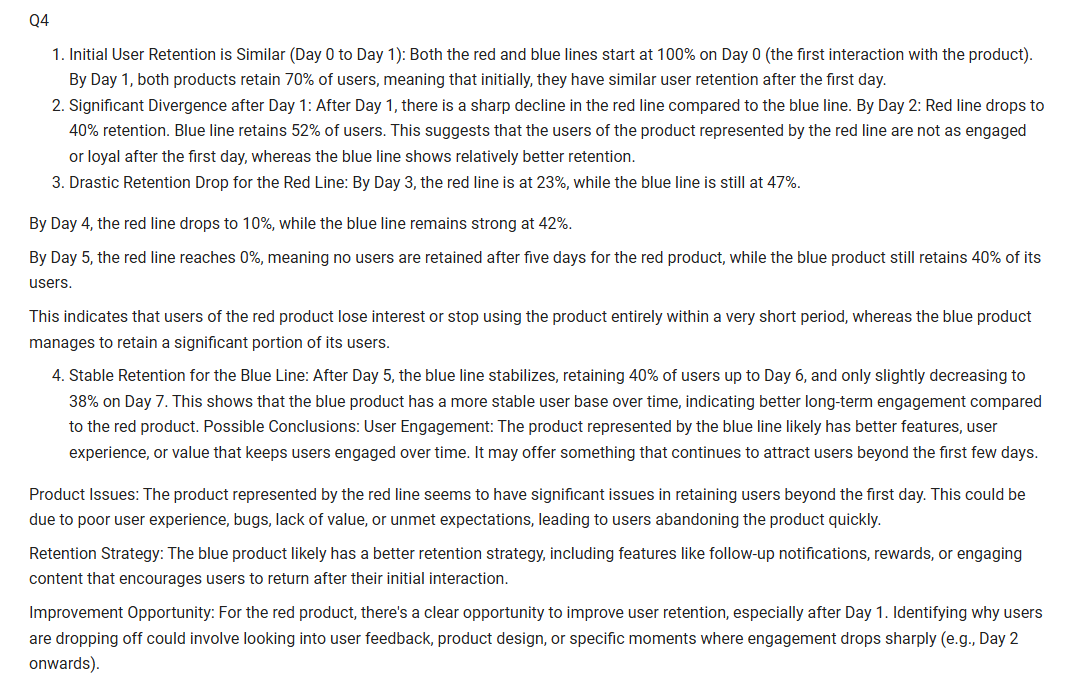 Q4
1. Initial User Retention is Similar (Day 0 to Day 1): Both the red and blue lines start at 100% on Day 0 (the first interaction with the product).
By Day 1, both products retain 70% of users, meaning that initially, they have similar user retention after the first day.
2. Significant Divergence after Day 1: After Day 1, there is a sharp decline in the red line compared to the blue line. By Day 2: Red line drops to
40% retention. Blue line retains 52% of users. This suggests that the users of the product represented by the red line are not as engaged
or loyal after the first day, whereas the blue line shows relatively better retention.
3. Drastic Retention Drop for the Red Line: By Day 3, the red line is at 23%, while the blue line is still at 47%.
By Day 4, the red line drops to 10%, while the blue line remains strong at 42%.
By Day 5, the red line reaches 0%, meaning no users are retained after five days for the red product, while the blue product still retains 40% of its
users.
This indicates that users of the red product lose interest or stop using the product entirely within a very short period, whereas the blue product
manages to retain a significant portion of its users.
4. Stable Retention for the Blue Line: After Day 5, the blue line stabilizes, retaining 40% of users up to Day 6, and only slightly decreasing to
38% on Day 7. This shows that the blue product has a more stable user base over time, indicating better long-term engagement compared
to the red product. Possible Conclusions: User Engagement: The product represented by the blue line likely has better features, user
experience, or value that keeps users engaged over time. It may offer something that continues to attract users beyond the first few days.
Product Issues: The product represented by the red line seems to have significant issues in retaining users beyond the first day. This could be
due to poor user experience, bugs, lack of value, or unmet expectations, leading to users abandoning the product quickly.
Retention Strategy: The blue product likely has a better retention strategy, including features like follow-up notifications, rewards, or engaging
content that encourages users to return after their initial interaction.
Improvement Opportunity: For the red product, there's a clear opportunity to improve user retention, especially after Day 1. Identifying why users
are dropping off could involve looking into user feedback, product design, or specific moments where engagement drops sharply (e.g., Day 2
onwards).